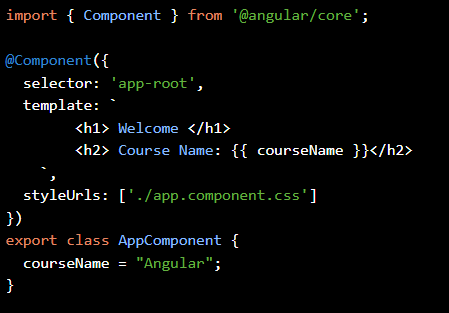 import { Component } from '@angular/core';
@Component({
selector: 'app-root',
template: `
<h1> Welcome </h1>
<h2> Course Name: {{ courseName }}</h2>
`,
styleUrls: ['./app.component.css']
})
export class AppComponent {
courseName = "Angular";
}